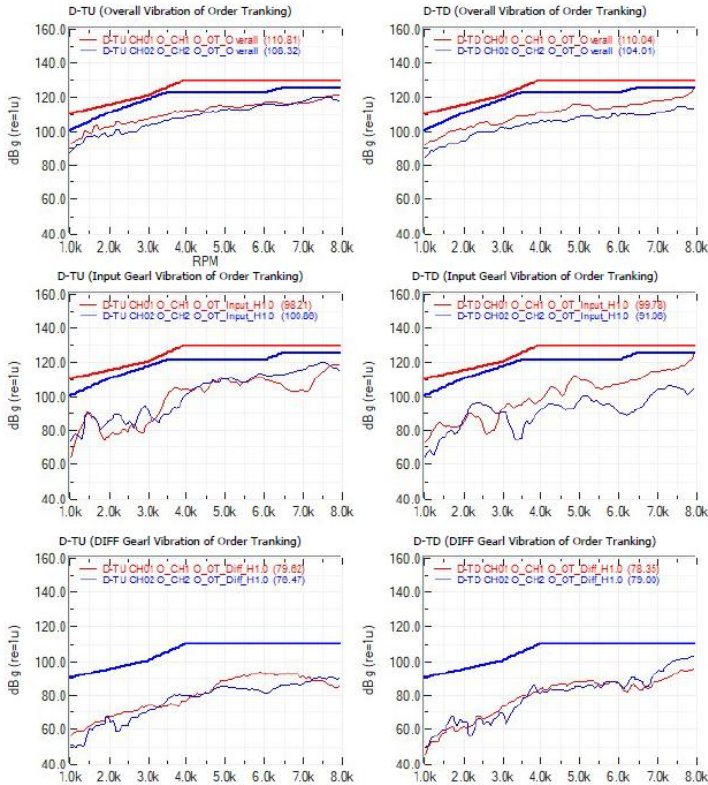 D-TU (Overall Vibration of Order Tranking)
160.0
140.0
120.0
100.0
80.0
60.0
40.0
dB g (re=1u)
D-TU CH01 O_CH1 O_OT_Overall (110.81)
D-TU CH02 O_CH2 O_OT_Overall (108.32)
1.0k 2.0k 3.0k 4.0k 5.0k 6.0k 7.0k 8.0k
RPM
D-TD (Overall Vibration of Order Tranking)
160.0
140.0
120.0
100.0
80.0
60.0
40.0
dB g (re=1u)
D-TD CH01 O_CH1 O_OT_Overall (110.04)
D-TD CH02 O_CH2 O_OT_Overall (104.01)
1.0k 2.0k 3.0k 4.0k 5.0k 6.0k 7.0k 8.0k
D-TU (Input Gearl Vibration of Order Tranking)
160.0
140.0
120.0
100.0
80.0
60.0
40.0
dB g (re=1u)
D-TU CH01 O_CH1 O_OT_Input_H1.0 (98.21)
D-TU CH02 O_CH2 O_OT_Input_H1.0 (100.86)
1.0k 2.0k 3.0k 4.0k 5.0k 6.0k 7.0k 8.0k
D-TD (Input Gearl Vibration of Order Tranking)
160.0
140.0
120.0
100.0
80.0
60.0
40.0
dB g (re=1u)
D-TD CH01 O_CH1 O_OT_Input_H1.0 (99.78)
D-TD CH02 O_CH2 O_OT_Input_H1.0 (91.06)
1.0k 2.0k 3.0k 4.0k 5.0k 6.0k 7.0k 8.0k
D-TU (DIFF Gearl Vibration of Order Tranking)
160.0
140.0
120.0
100.0
80.0
60.0
40.0
dB g (re=1u)
D-TU CH01 O_CH1 O_OT_Diff_H1.0 (79.62)
D-TU CH02 O_CH2 O_OT_Diff_H1.0 (76.47)
1.0k 2.0k 3.0k 4.0k 5.0k 6.0k 7.0k 8.0k
D-TD (DIFF Gearl Vibration of Order Tranking)
160.0
140.0
120.0
100.0
80.0
60.0
40.0
dB g (re=1u)
D-TD CH01 O_CH1 O_OT_Diff_H1.0 (78.35)
D-TD CH02 O_CH2 O_OT_Diff_H1.0 (79.00)
1.0k 2.0k 3.0k 4.0k 5.0k 6.0k 7.0k 8.0k